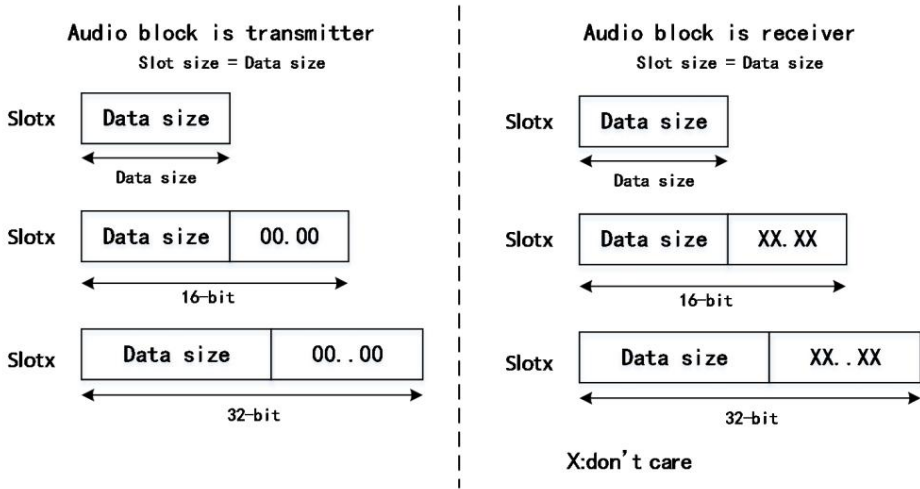 Audio block is transmitter
Slot size = Data size
Slotx
Data size
Data size
Slotx
Data size
00.00
16-bit
Slotx
Data size
00..00
32-bit
Audio block is receiver
Slot size = Data size
Slotx
Data size
Data size
Slotx
Data size
XX.XX
16-bit
Slotx
Data size
XX..XX
32-bit
X:don't care